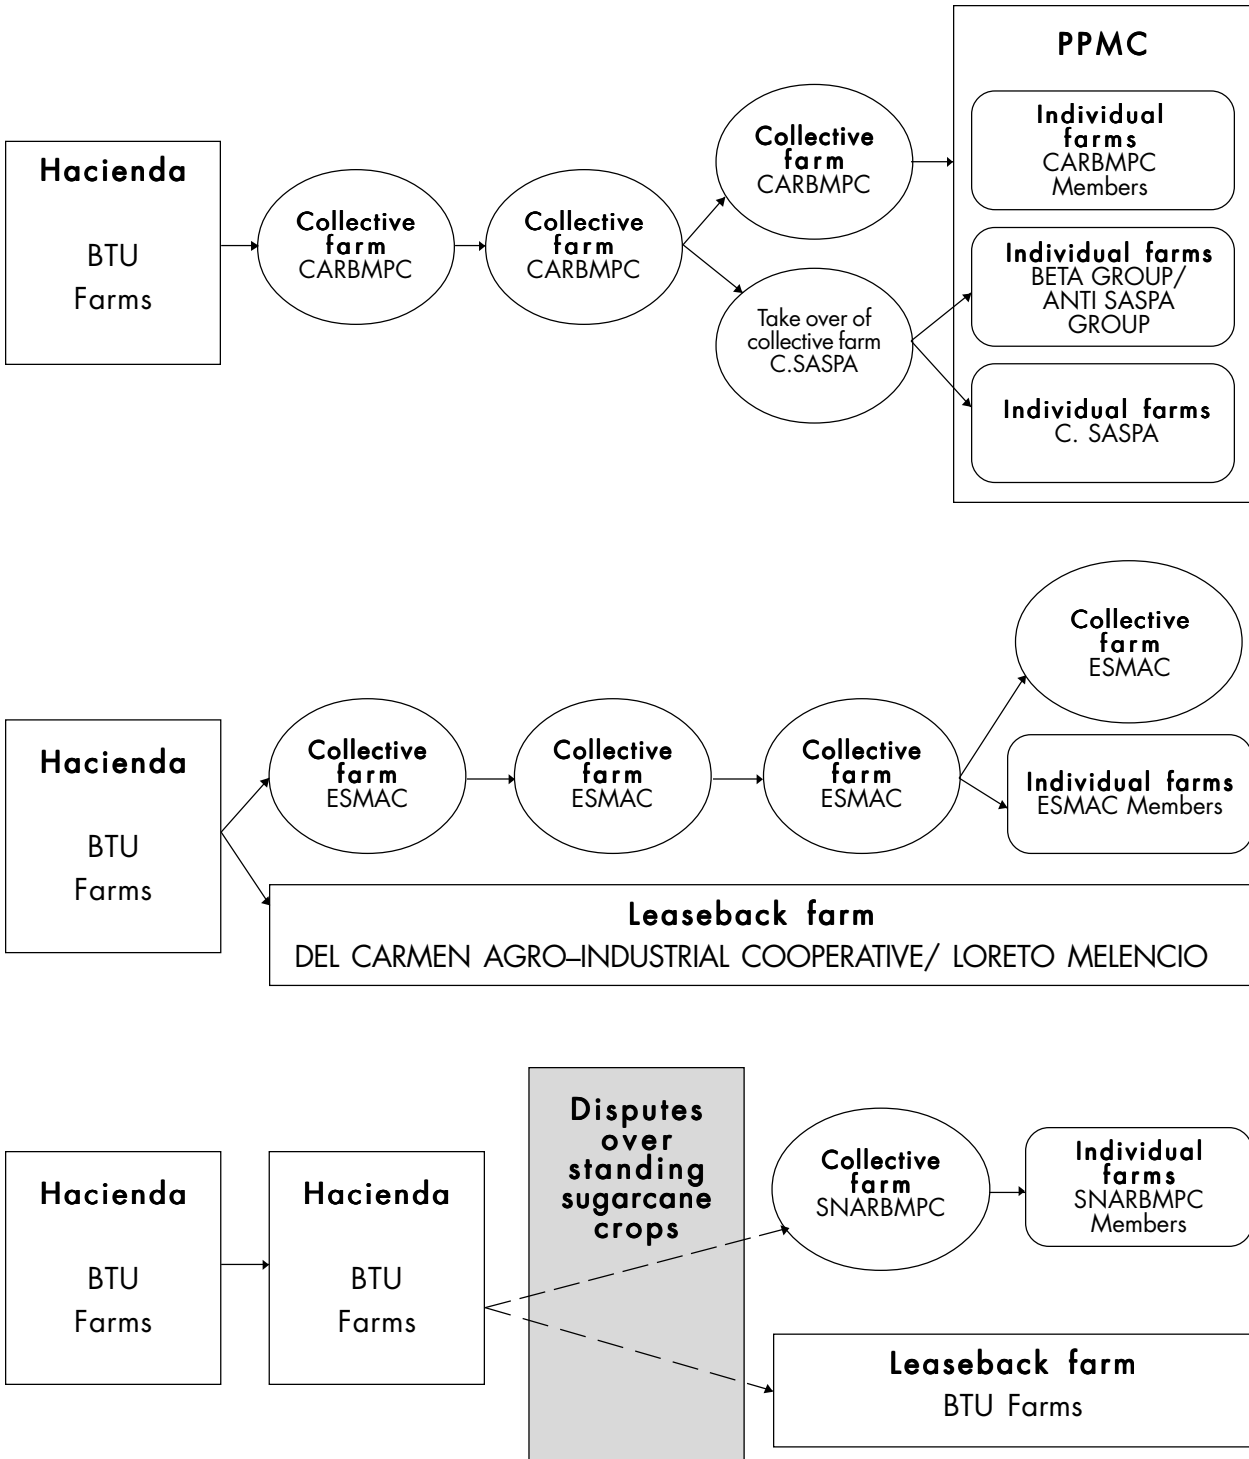 Hacienda
BTU
Farms
Collective
farm
CARBMPC
Collective
farm
CARBMPC
Collective
farm
CARBMPC
Take over of
collective farm
C.SASPA
PPMC
Individual
farms
CARBMPC
Members
Individual farms
BETA GROUP/
ANTI SASPA
GROUP
Individual farms
C. SASPA
Hacienda
BTU
Farms
Collective
farm
ESMAC
Collective
farm
ESMAC
Collective
farm
ESMAC
Collective
farm
ESMAC
Individual farms
ESMAC Members
Leaseback farm
DEL CARMEN AGRO–INDUSTRIAL COOPERATIVE/ LORETO MELENCIO
Hacienda
BTU
Farms
Hacienda
BTU
Farms
Disputes
over
standing
sugarcane
crops
Collective
farm
SNARBMPC
Individual
farms
SNARBMPC
Members
Leaseback farm
BTU Farms